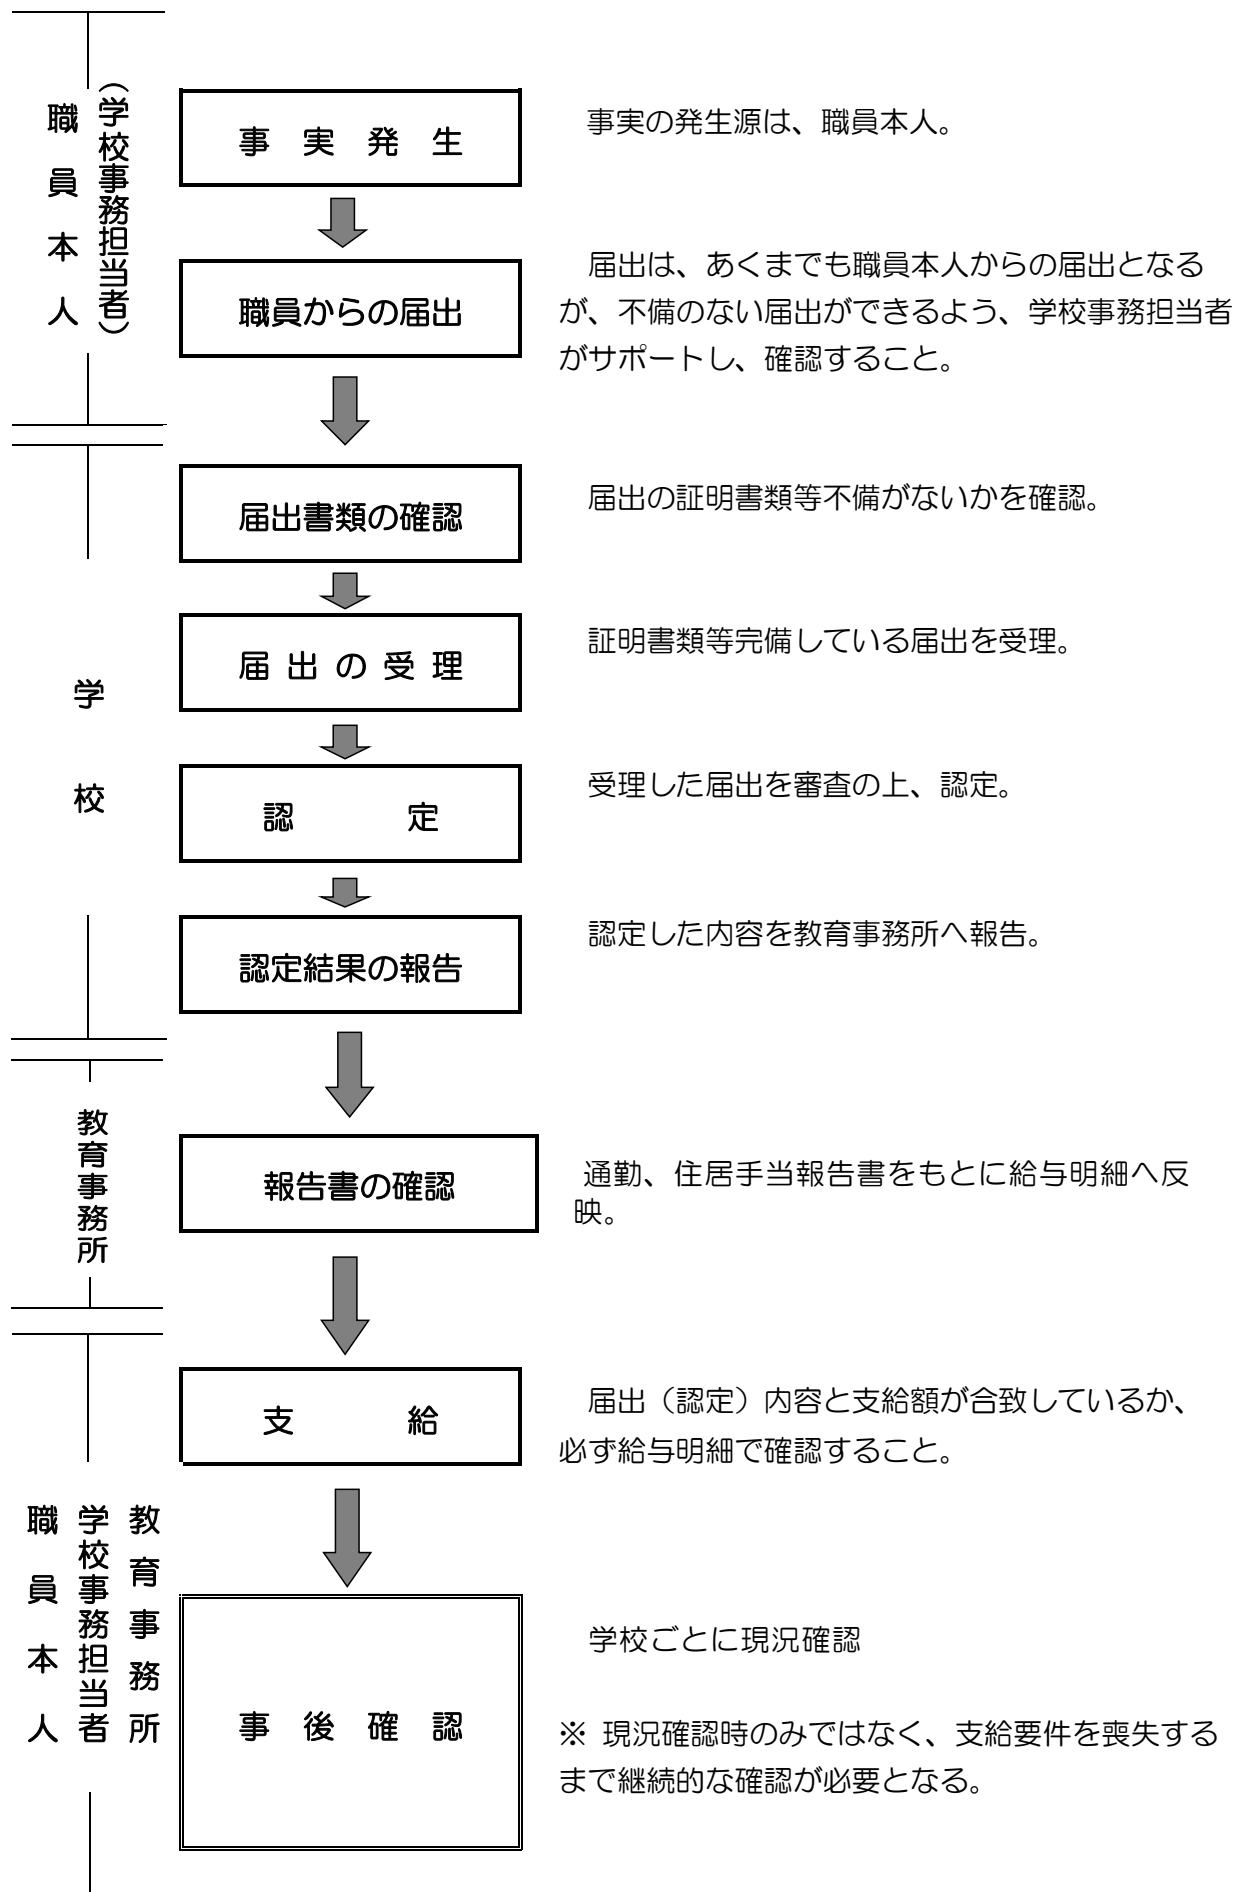 職員本人
（学校事務担当者）
事 実 発 生
事実の発生源は、職員本人。
職員からの届出
届出は、あくまでも職員本人からの届出となる
が、不備のない届出ができるよう、学校事務担当者
がサポートし、確認すること。
学校
届出書類の確認
届出の証明書類等不備がないかを確認。
届 出 の 受 理
証明書類等完備している届出を受理。
認 定
受理した届出を審査の上、認定。
認定結果の報告
認定した内容を教育事務所へ報告。
教育事務所
報告書の確認
通勤、住居手当報告書をもとに給与明細へ反
映。
支 給
届出（認定）内容と支給額が合致しているか、
必ず給与明細で確認すること。
職員本人
学校事務担当者
教育事務所
事 後 確 認
学校ごとに現況確認
※ 現況確認時のみではなく、支給要件を喪失する
まで継続的な確認が必要となる。